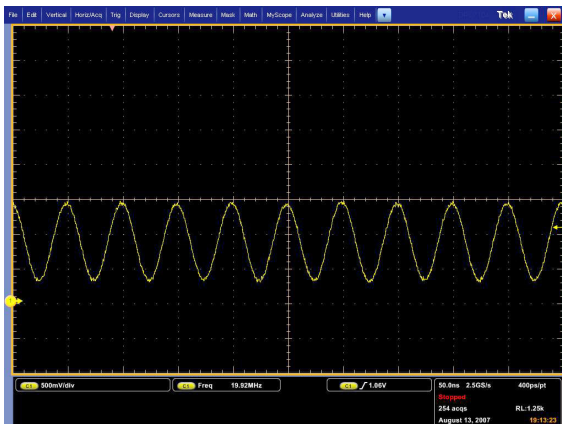 File Edit Vertical Horiz/Acq Trig Display Cursors Measure Mask Math MyScope Analyze Utilities Help Tek X
1
C1 500mV/div C1 Freq 19.92MHz C1 1.06V 50.0ns 2.5GS/s 400ps/pt
Stopped
254 acqs RL:1.25k
August 13, 2007 19:13:23